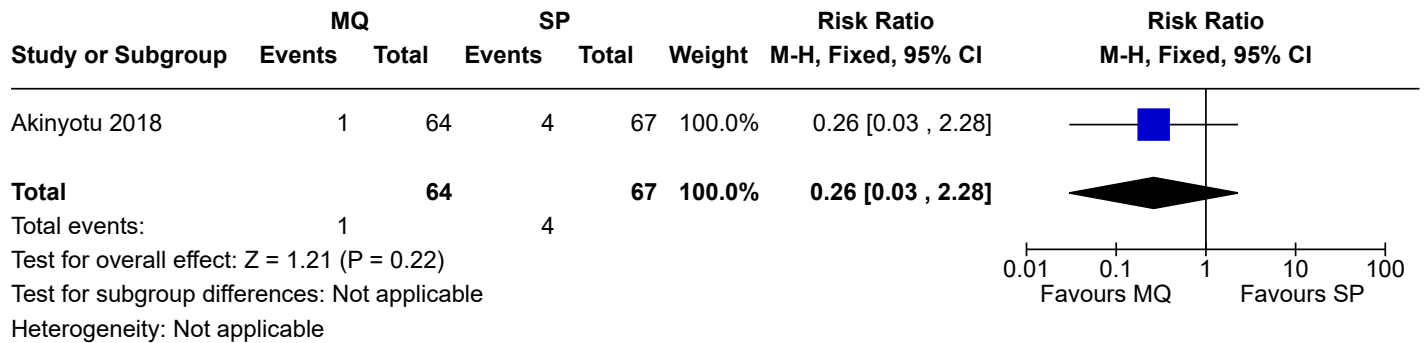 MQ SP Risk Ratio Risk Ratio
Study or Subgroup Events Total Events Total Weight M-H, Fixed, 95% CI M-H, Fixed, 95% CI
Akinyotu 2018 1 64 4 67 100.0% 0.26 [0.03 , 2.28]
Total 64 67 100.0% 0.26 [0.03 , 2.28]
Total events: 1 4
Test for overall effect: Z = 1.21 (P = 0.22)
0.01 0.1 1 10 100
Test for subgroup differences: Not applicable Favours MQ Favours SP
Heterogeneity: Not applicable